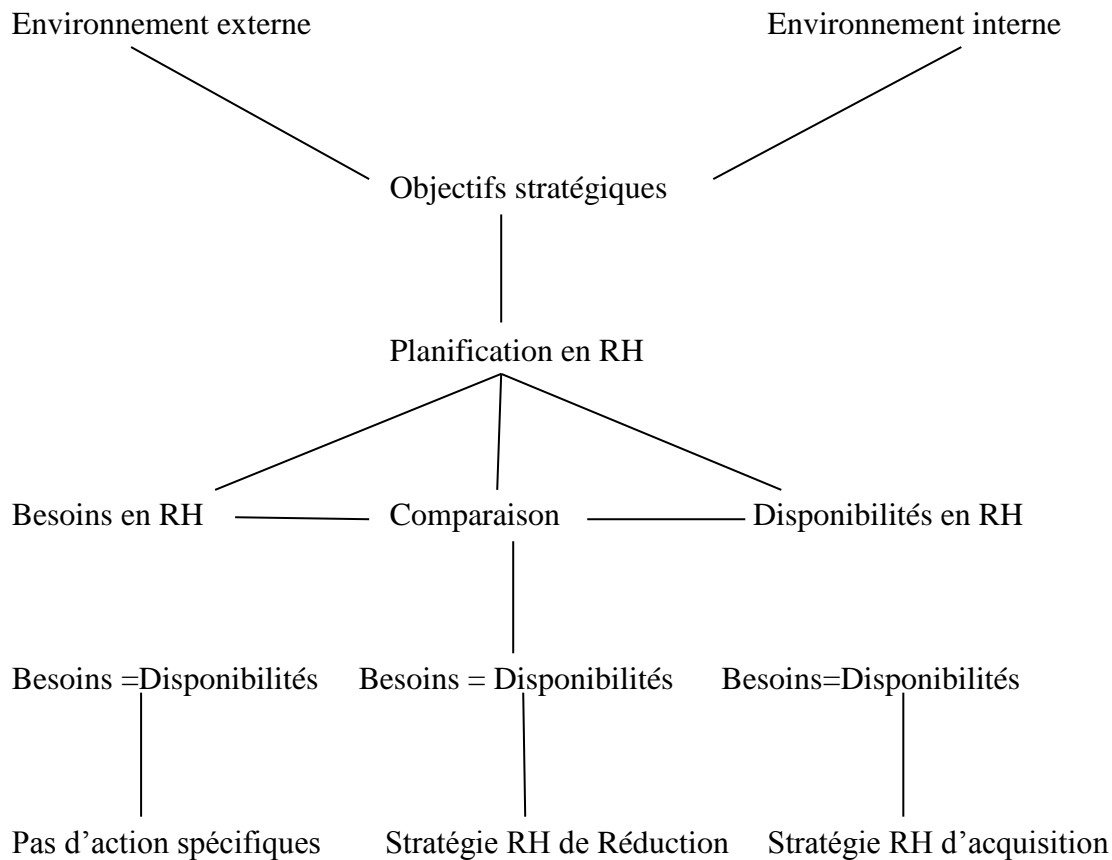 Environnement externe Environnement interne
Objectifs stratégiques
Planification en RH
Besoins en RH Comparaison Disponibilités en RH
Besoins =Disponibilités Besoins = Disponibilités Besoins=Disponibilités
Pas d’action spécifiques Stratégie RH de Réduction Stratégie RH d’acquisition